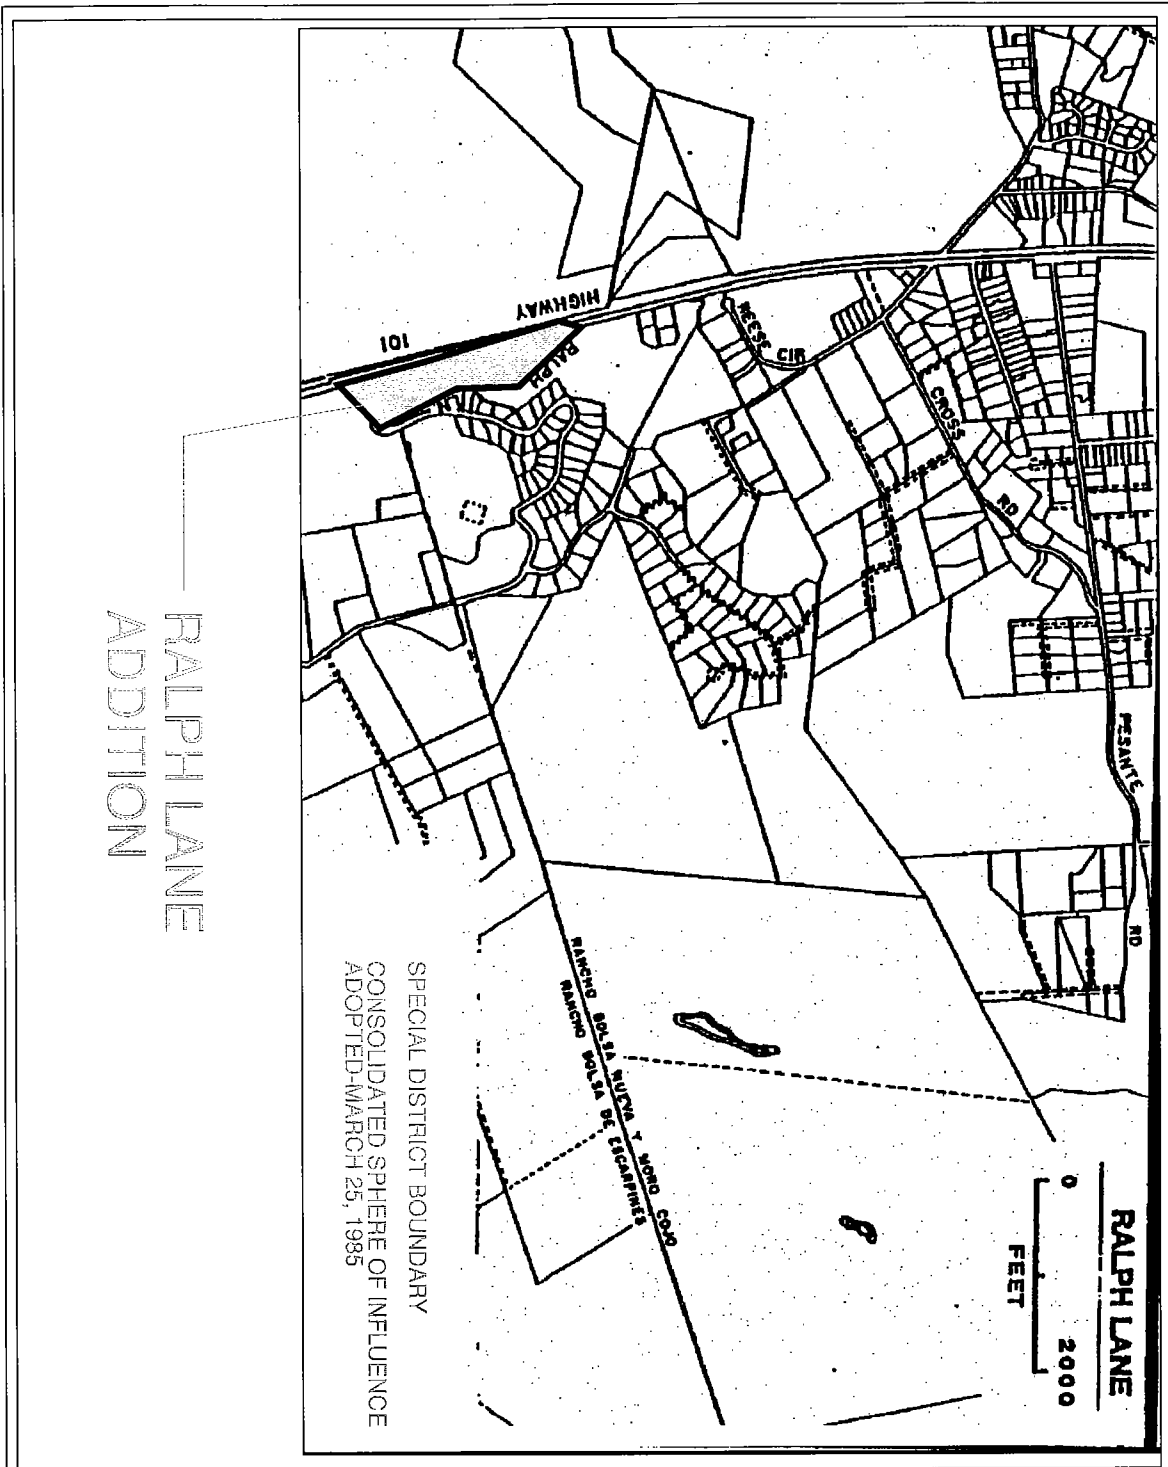 RALPH LANE
0 2000
FEET
PESANTE
RD
CROSS
RD
REESE
CIR
HIGHWAY
101
RALPH
LN
RANCHO BOLSA NUEVA Y MORO COJO
RANCHO BOLSA DE ESCARPINES
SPECIAL DISTRICT BOUNDARY
CONSOLIDATED SPHERE OF INFLUENCE
ADOPTED-MARCH 25, 1985
RALPH LANE
ADDITION